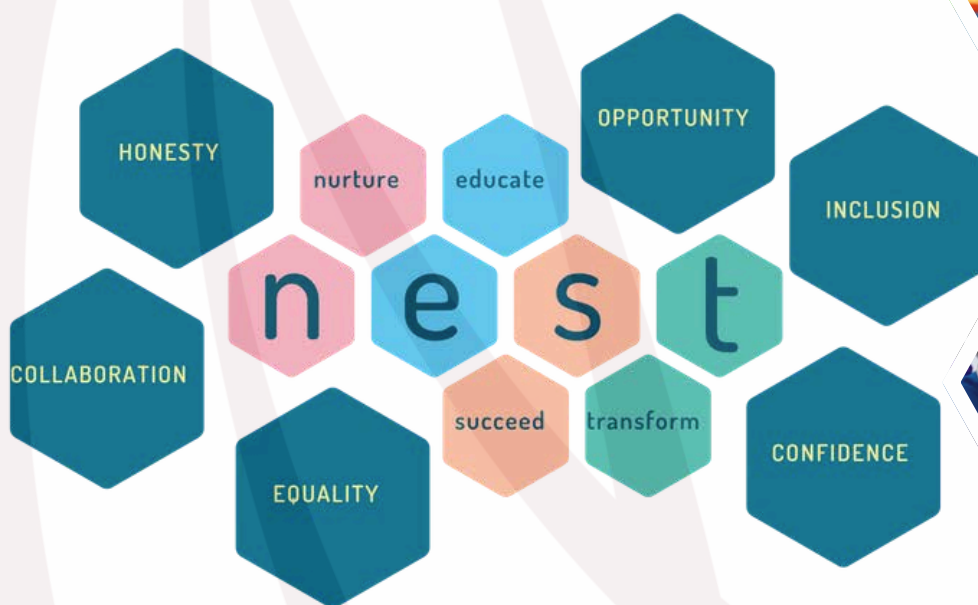 OPPORTUNITY
HONESTY
nurture
educate
INCLUSION
n e s t
COLLABORATION
succeed
transform
CONFIDENCE
EQUALITY